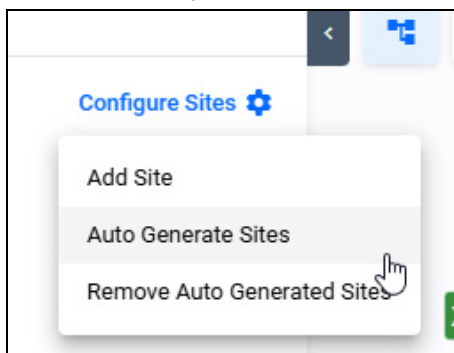 Configure Sites
Add Site
Auto Generate Sites
Remove Auto Generated Sites